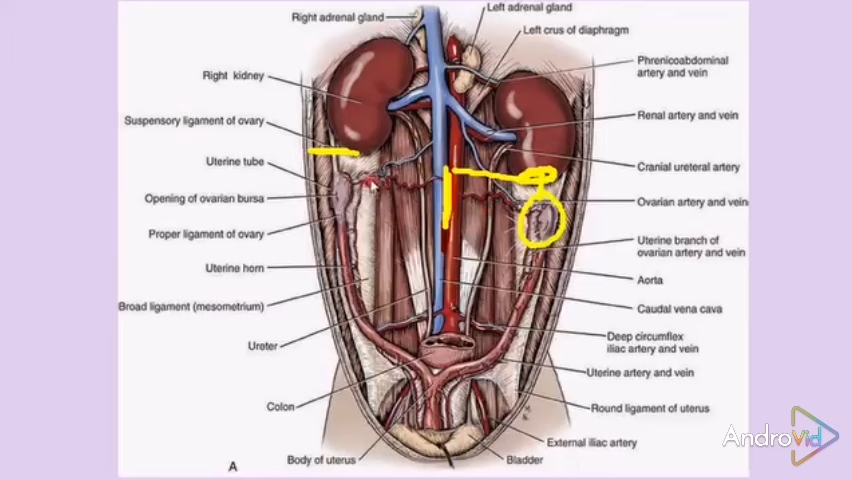 Right adrenal gland
Right kidney
Suspensory ligament of ovary
Uterine tube
Opening of ovarian bursa
Proper ligament of ovary
Uterine horn
Broad ligament (mesometrium)
Ureter
Colon
Body of uterus
A
Left adrenal gland
Left crus of diaphragm
Phrenicoabdominal
artery and vein
Renal artery and vein
Cranial ureteral artery
Ovarian artery and vein
Uterine branch of
ovarian artery and vein
Aorta
Caudal vena cava
Deep circumflex
iliac artery and vein
Uterine artery and vein
Round ligament of uterus
External iliac artery
Bladder
AndroVid